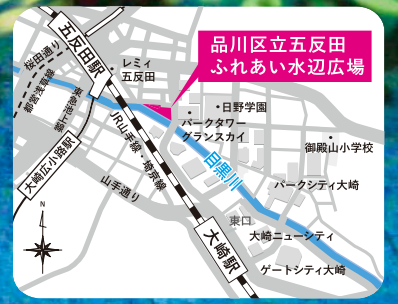 品川区立五反田
ふれあい水辺広場
五反田駅
桜田通り
都営浅草線
東急池上線
レミィ
五反田
日野学園
パークタワー
グランスカイ
御殿山小学校
JR山手線・埼京線
目黒川
大崎広小路駅
山手通り
パークシティ大崎
東口
大崎ニューシティ
大崎駅
ゲートシティ大崎
N